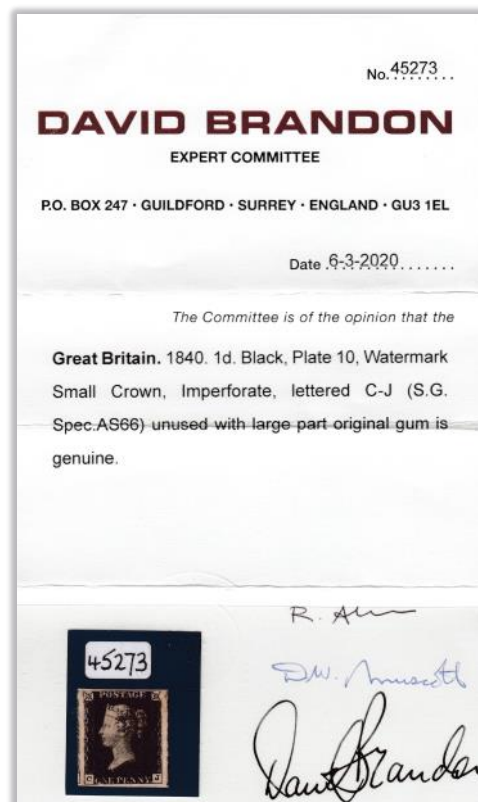 No. 45273
DAVID BRANDON
EXPERT COMMITTEE
P.O. BOX 247 · GUILDFORD · SURREY · ENGLAND · GU3 1EL
Date 6-3-2020
The Committee is of the opinion that the
Great Britain. 1840. 1d. Black, Plate 10, Watermark
Small Crown, Imperforate, lettered C-J (S.G.
Spec.AS66) unused with large part original gum is
genuine.
R.
45273
D.W.
POSTAGE
David Brandon
C ONE PENNY J